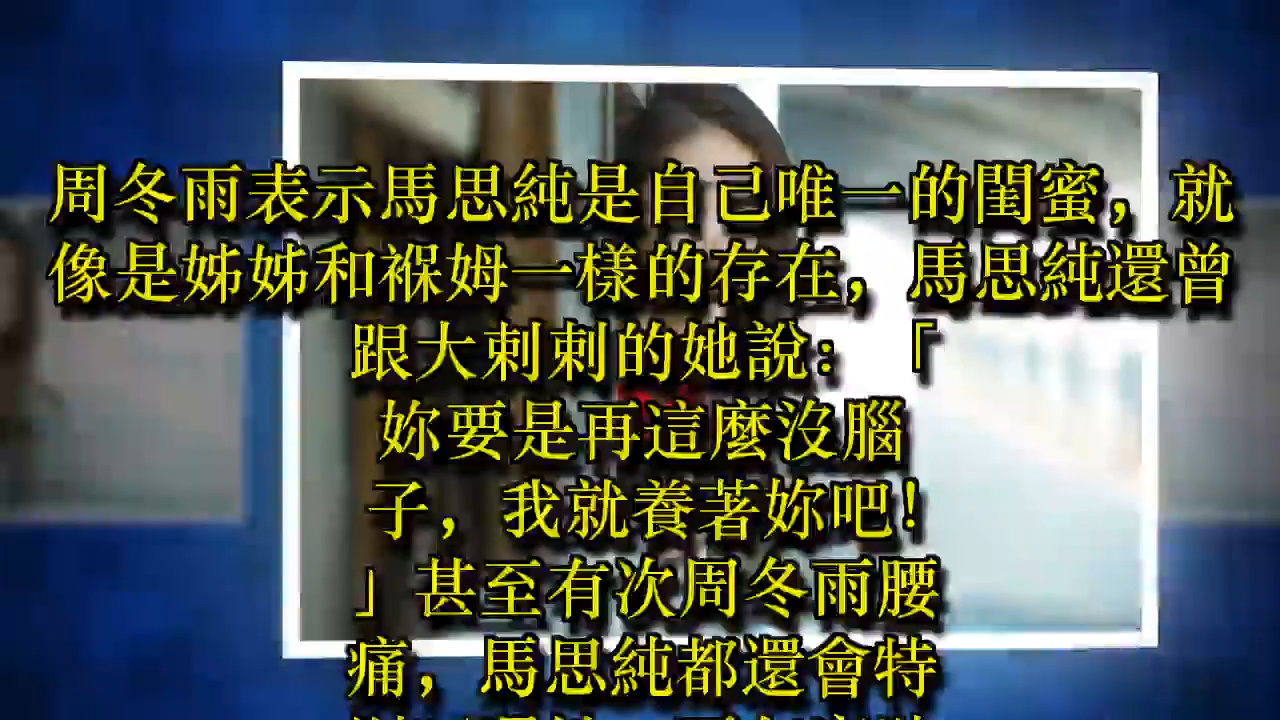 周冬雨表示馬思純是自己唯一的閨蜜，就
像是姊姊和褓姆一樣的存在，馬思純還曾
跟大剌剌的她說：「
妳要是再這麼沒腦
子，我就養著妳吧！
」甚至有次周冬雨腰
痛，馬思純都還會特